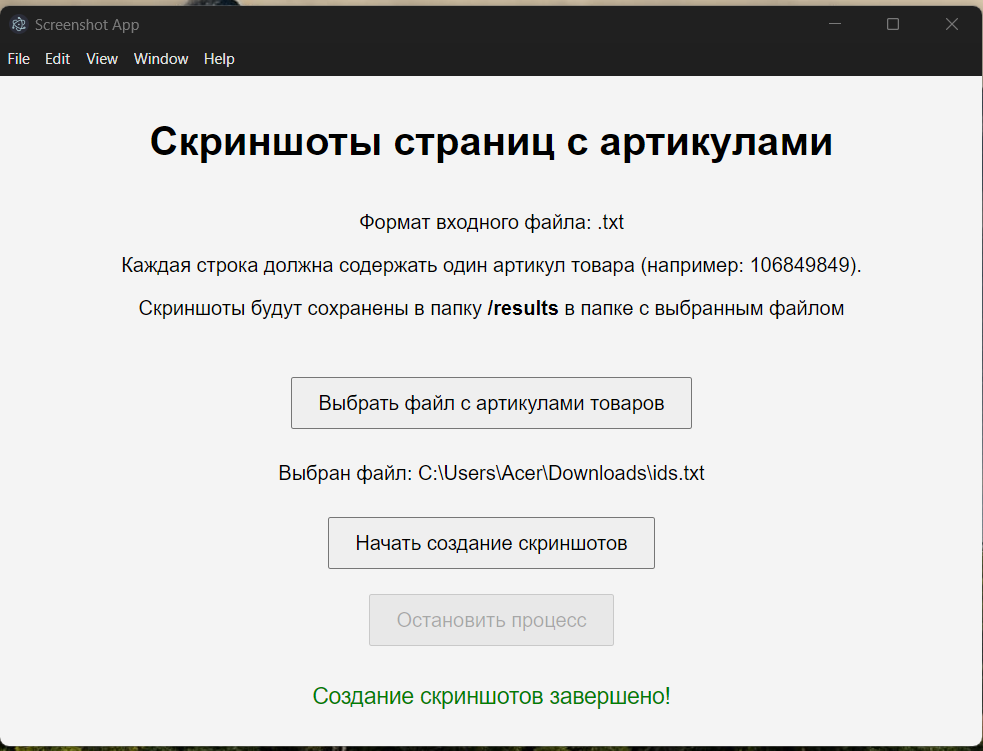 Screenshot App
File Edit View Window Help
Скриншоты страниц с артикулами
Формат входного файла: .txt
Каждая строка должна содержать один артикул товара (например: 106849849).
Скриншоты будут сохранены в папку /results в папке с выбранным файлом
Выбрать файл с артикулами товаров
Выбран файл: C:\Users\Acer\Downloads\ids.txt
Начать создание скриншотов
Остановить процесс
Создание скриншотов завершено!